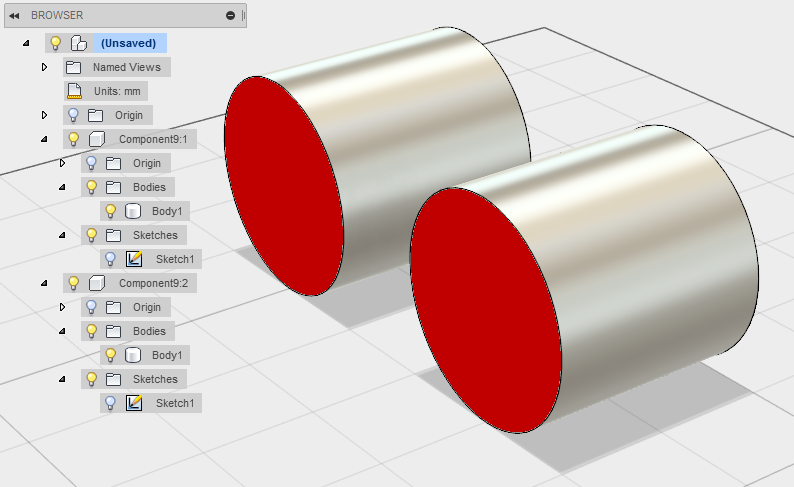 BROWSER
(Unsaved)
Named Views
Units: mm
Origin
Component9:1
Origin
Bodies
Body1
Sketches
Sketch1
Component9:2
Origin
Bodies
Body1
Sketches
Sketch1